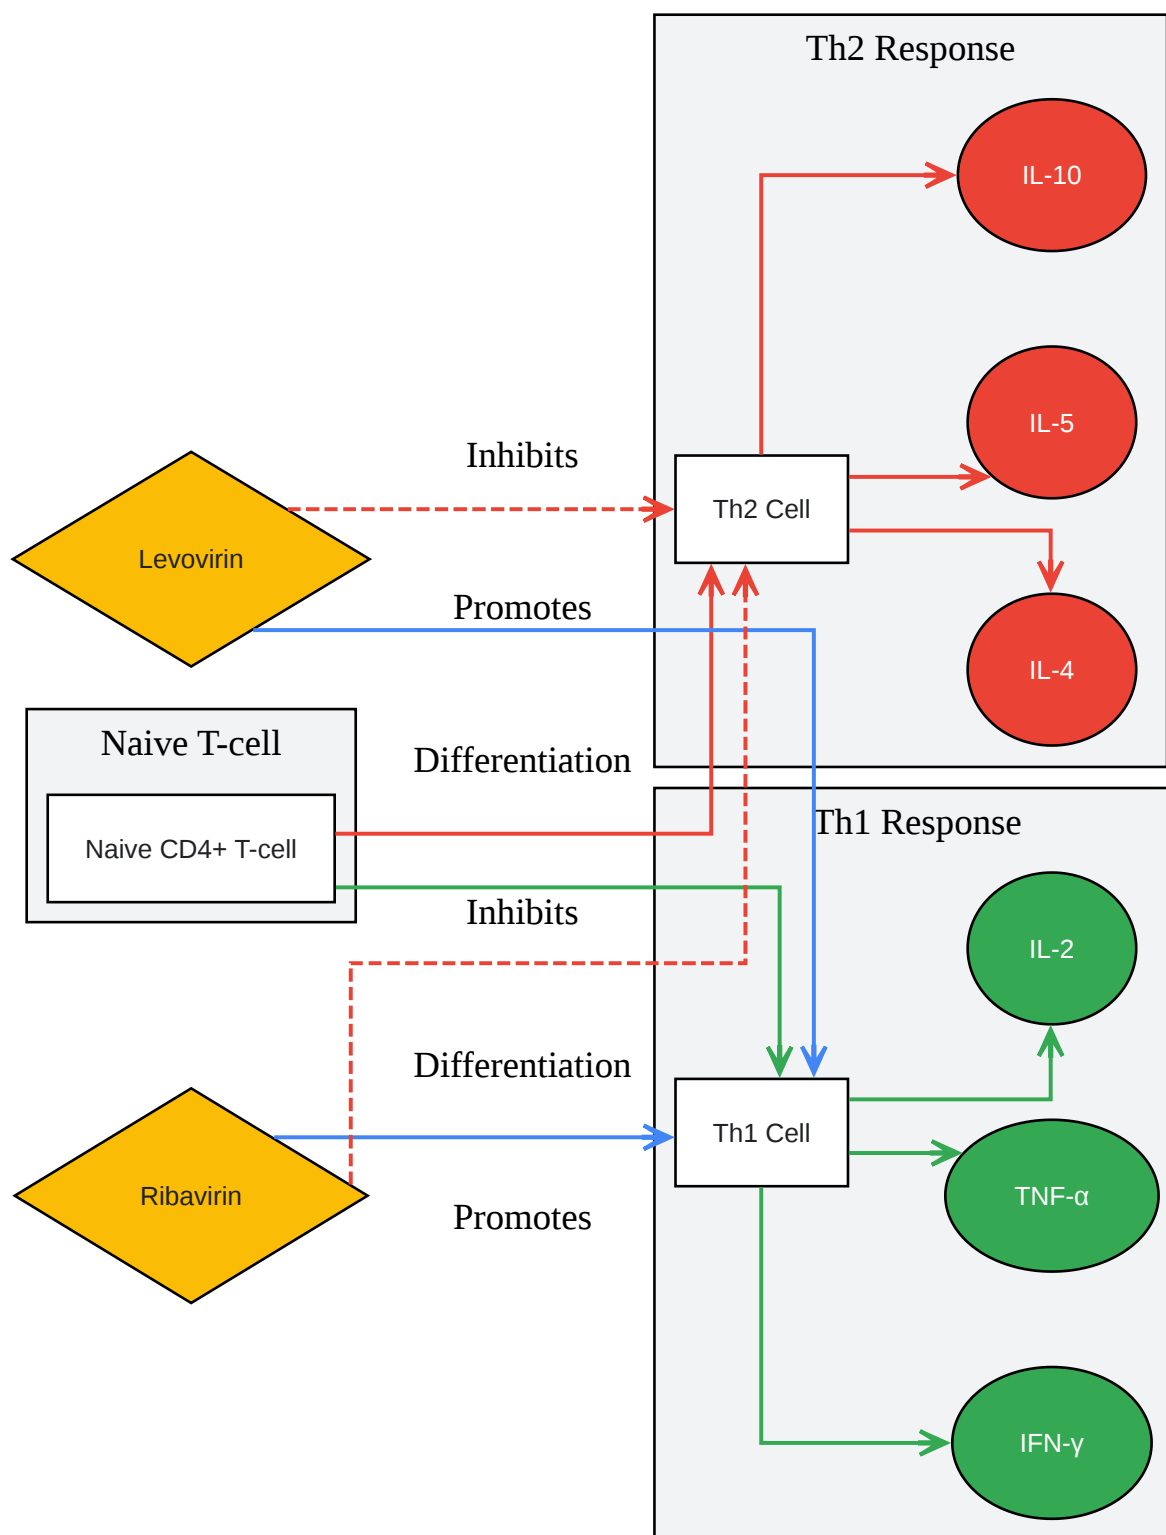 Th2 Response
IL-10
IL-5
Inhibits
Th2 Cell
Levovirin
Promotes
IL-4
Naive T-cell
Differentiation
Th1 Response
Naive CD4+ T-cell
Inhibits
IL-2
Differentiation
Th1 Cell
Ribavirin
TNF-α
Promotes
IFN-γ